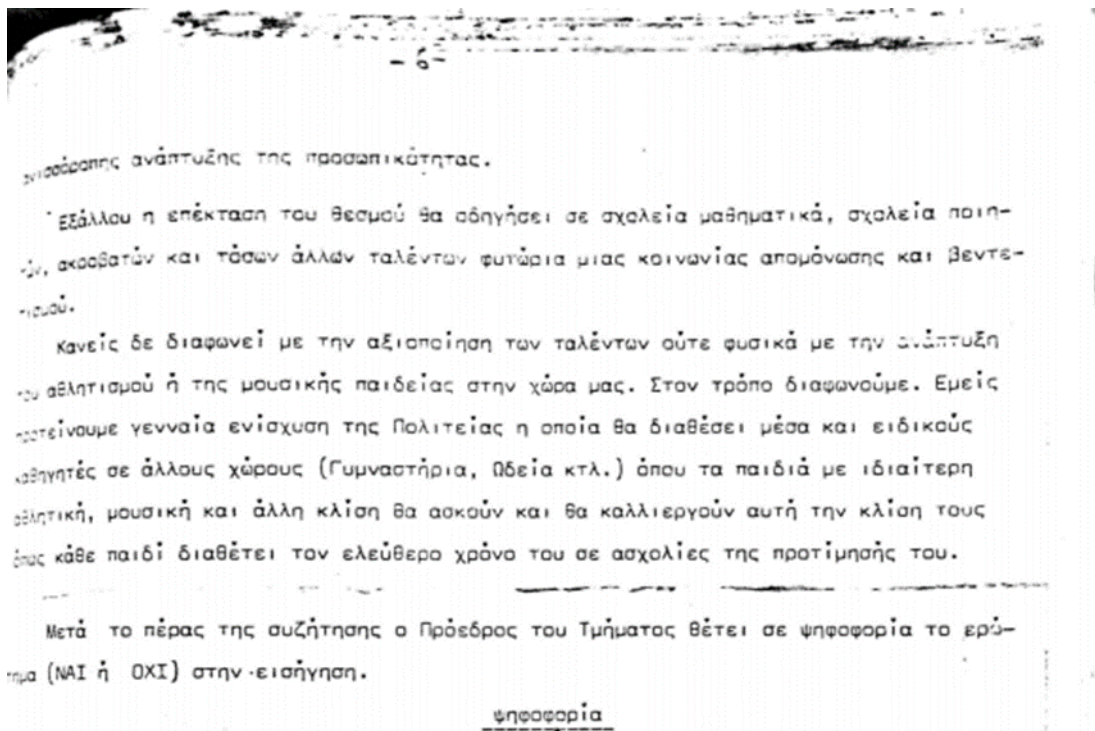 - 6 -
ανισσόροπης ανάπτυξης της προσωπικότητας.
Εξάλλου η επέκταση του θεσμού θα οδηγήσει σε σχολεία μαθηματικά, σχολεία ποιη-
ών, ακροβατών και τόσων άλλων ταλέντων φυτώρια μιας κοινωνίας απομόνωσης και βεντε-
τισμού.
Κανείς δε διαφωνεί με την αξιοποίηση των ταλέντων ούτε φυσικά με την ανάπτυξη
του αθλητισμού ή της μουσικής παιδείας στην χώρα μας. Στον τρόπο διαφωνούμε. Εμείς
προτείνουμε γενναία ενίσχυση της Πολιτείας η οποία θα διαθέσει μέσα και ειδικούς
καθηγητές σε άλλους χώρους (Γυμναστήρια, Ωδεία κτλ.) όπου τα παιδιά με ιδιαίτερη
αθλητική, μουσική και άλλη κλίση θα ασκούν και θα καλλιεργούν αυτή την κλίση τους
όπως κάθε παιδί διαθέτει τον ελεύθερο χρόνο του σε ασχολίες της προτίμησής του.
Μετά το πέρας της συζήτησης ο Πρόεδρος του Τμήματος θέτει σε ψηφοφορία το ερώ-
τημα (ΝΑΙ ή ΟΧΙ) στην εισήγηση.
ψηφοφορία